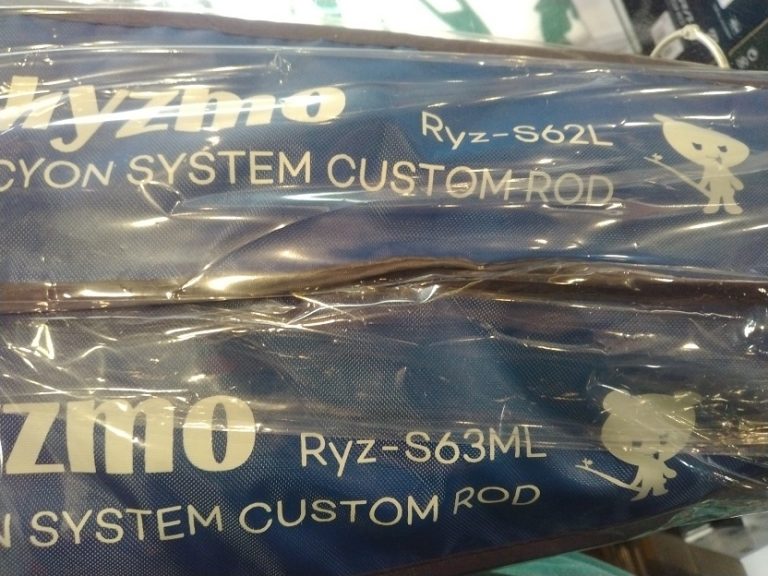 hyzmo
Ryz-S62L
CYON SYSTEM CUSTOM ROD
zmo
Ryz-S63ML
N SYSTEM CUSTOM ROD